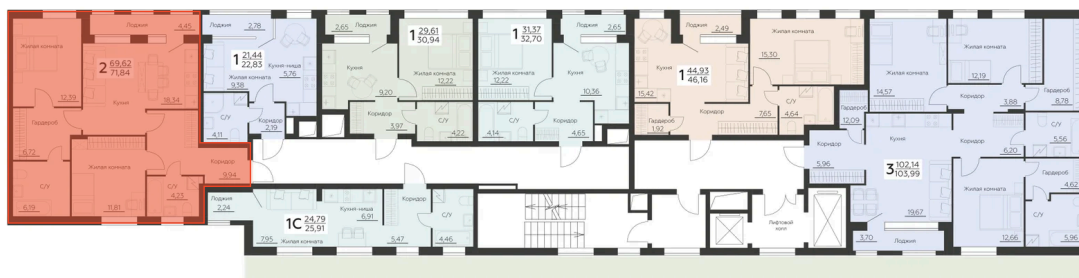 Лоджия 4.45
Жилая комната
2 69,62 71,84
12.39
Кухня
18.34
Гардероб
6.72
Жилая комната
Коридор
9.94
С/У
6.19
11.81
С/У
4.23
Лоджия 2.78
1 21,44 22,83
Кухня-ниша
5.76
Жилая комната
9.38
С/У
4.11
Коридор
2.19
2.65 Лоджия
Кухня
9.20
1 29,61 30,94
Жилая комната
12.22
Коридор
3.97
С/У
4.22
1 31,37 32,70
Лоджия 2.65
Жилая комната
12.22
Кухня
10.36
С/У
4.14
Коридор
4.65
Лоджия
2.49
Кухня
15.42
1 44,93 46,16
Жилая комната
15.30
Гардероб
1.92
Коридор
7.65
С/У
4.64
Жилая комната
14.57
Жилая комната
12.19
Жилая комната
8.78
3.88
Коридор
Гардероб
12.09
Кухня
Коридор
5.96
6.20
С/У
5.56
3 102,14 103,99
Гардероб
4.62
19.67
Жилая комната
12.66
С/У
5.96
3.70 Лоджия
2.24
1С 24,79 25,91
Кухня-ниша
6.91
7.95 Жилая комната
Коридор
5.47
С/У
4.46
Лифтовой
холл